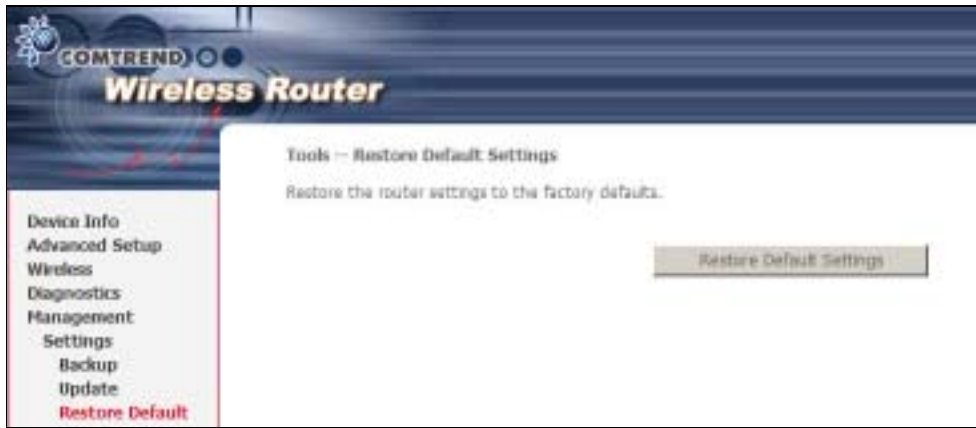 COMTREND
Wireless Router
Tools -- Restore Default Settings
Restore the router settings to the factory defaults.
Restore Default Settings
Device Info
Advanced Setup
Wireless
Diagnostics
Management
Settings
Backup
Update
Restore Default